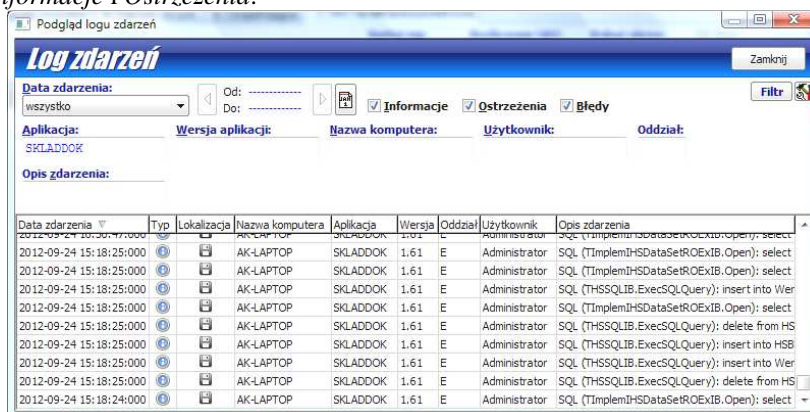 formacje i Ostrzeżenia.
Podgląd logu zdarzeń
Log zdarzeń
Zamknij
Data zdarzenia:
wszystko
Od: -------------
Do: -------------
Informacje Ostrzeżenia Błędy
Filtr
Aplikacja: Wersja aplikacji: Nazwa komputera: Użytkownik: Oddział:
SKLADDOK
Opis zdarzenia:
Data zdarzenia Typ Lokalizacja Nazwa komputera Aplikacja Wersja Oddział Użytkownik Opis zdarzenia
AK-LAPTOP SKLADDOK 1.61 E Administrator SQL (TImplemIHSDataSetROExIB.Open): select
2012-09-24 15:18:25:000 AK-LAPTOP SKLADDOK 1.61 E Administrator SQL (TImplemIHSDataSetROExIB.Open): select
2012-09-24 15:18:25:000 AK-LAPTOP SKLADDOK 1.61 E Administrator SQL (THSSQLIB.ExecSQLQuery): insert into Wer
2012-09-24 15:18:25:000 AK-LAPTOP SKLADDOK 1.61 E Administrator SQL (TImplemIHSDataSetROExIB.Open): select
2012-09-24 15:18:25:000 AK-LAPTOP SKLADDOK 1.61 E Administrator SQL (THSSQLIB.ExecSQLQuery): delete from HS
2012-09-24 15:18:25:000 AK-LAPTOP SKLADDOK 1.61 E Administrator SQL (THSSQLIB.ExecSQLQuery): insert into HSB
2012-09-24 15:18:25:000 AK-LAPTOP SKLADDOK 1.61 E Administrator SQL (THSSQLIB.ExecSQLQuery): insert into Wer
2012-09-24 15:18:25:000 AK-LAPTOP SKLADDOK 1.61 E Administrator SQL (THSSQLIB.ExecSQLQuery): delete from HS
2012-09-24 15:18:24:000 AK-LAPTOP SKLADDOK 1.61 E Administrator SQL (TImplemIHSDataSetROExIB.Open): select